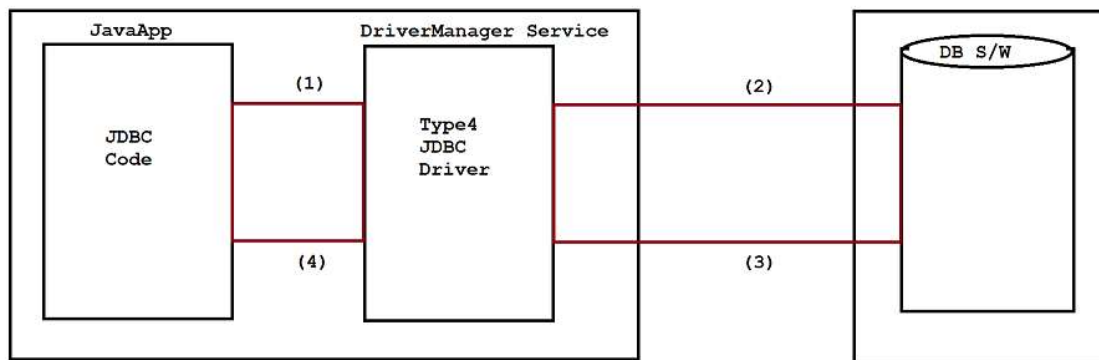 JavaApp
DriverManager Service
DB S/W
(1)
(2)
JDBC
Code
Type4
JDBC
Driver
(4)
(3)